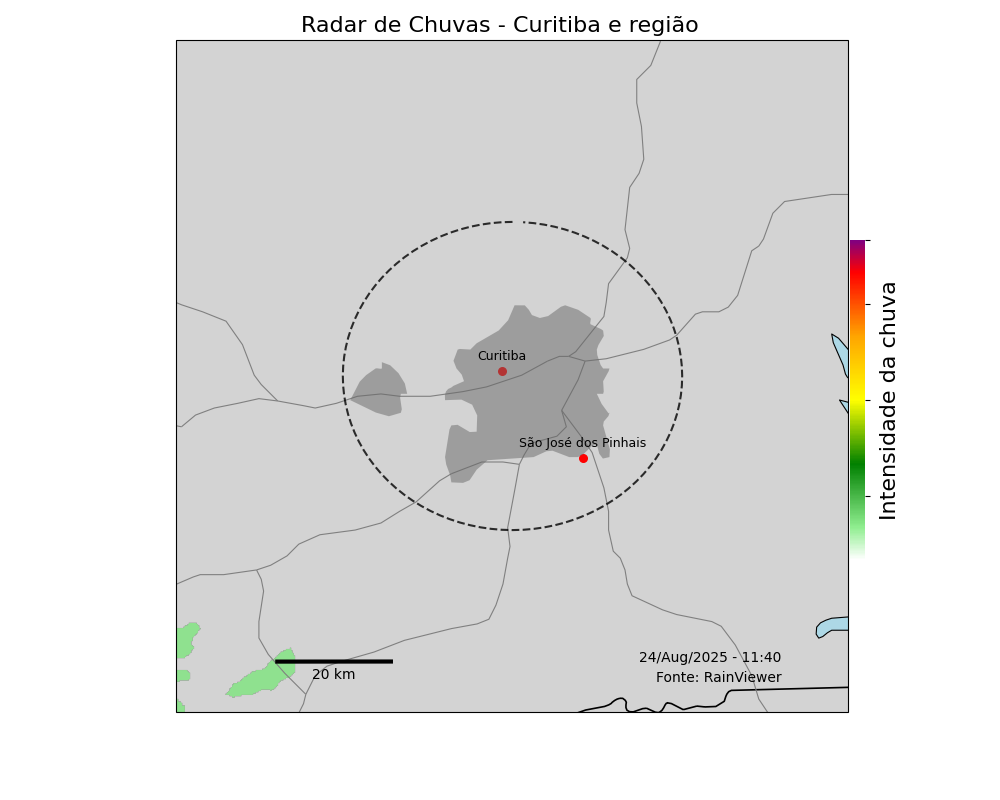 Radar de Chuvas - Curitiba e região
Curitiba
São José dos Pinhais
Intensidade da chuva
24/Aug/2025 - 11:40
Fonte: RainViewer
20 km